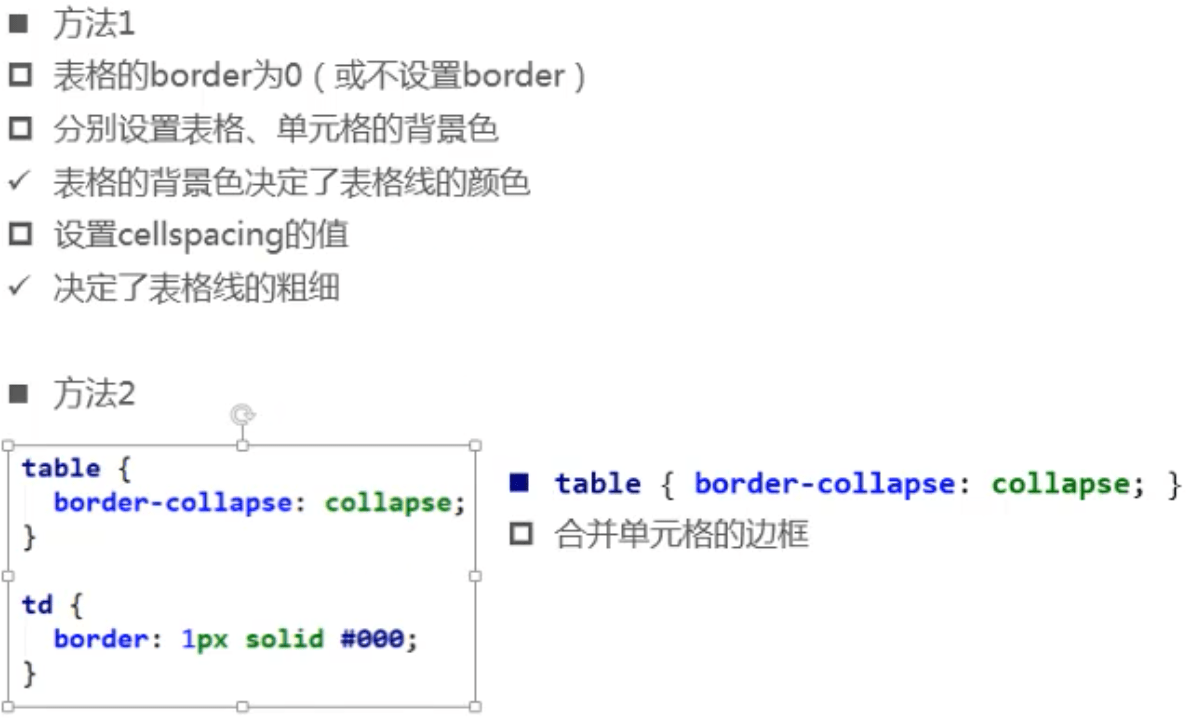 方法1
表格的border为0（或不设置border）
分别设置表格、单元格的背景色
表格的背景色决定了表格线的颜色
设置cellspacing的值
决定了表格线的粗细
方法2
table {
  border-collapse: collapse;
}
td {
  border: 1px solid #000;
}
table { border-collapse: collapse; }
合并单元格的边框